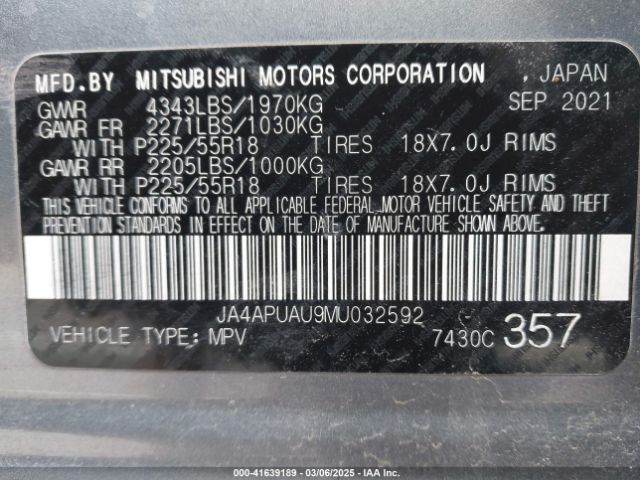 MFD.BY MITSUBISHI MOTORS CORPORATION , JAPAN
GVWR 4343LBS/1970KG SEP 2021
GAWR FR 2271LBS/1030KG
WITH P225/55R18 TIRES 18X7.0J RIMS
GAWR RR 2205LBS/1000KG
WITH P225/55R18 TIRES 18X7.0J RIMS
THIS VEHICLE CONFORMS TO ALL APPLICABLE FEDERAL MOTOR VEHICLE SAFETY AND THEFT
PREVENTION STANDARDS IN EFFECT ON THE DATE OF MANUFACTURE SHOWN ABOVE.
JA4APUAU9MU032592
VEHICLE TYPE: MPV 7430C 357
000-41639189 - 03/06/2025 - IAA Inc.